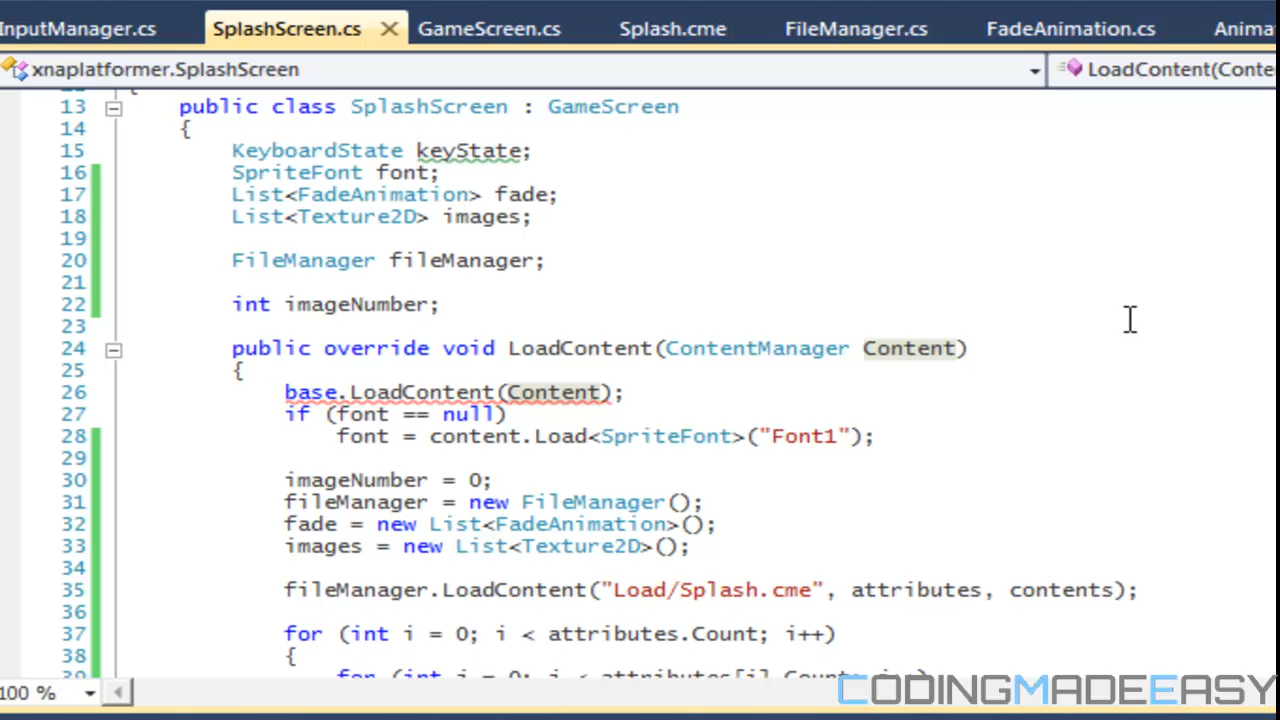 InputManager.cs SplashScreen.cs GameScreen.cs Splash.cme FileManager.cs FadeAnimation.cs Anima
xnaplatformer.SplashScreen LoadContent(Conte
13 public class SplashScreen : GameScreen
14 {
15 KeyboardState keyState;
16 SpriteFont font;
17 List<FadeAnimation> fade;
18 List<Texture2D> images;
19
20 FileManager fileManager;
21
22 int imageNumber;
23
24 public override void LoadContent(ContentManager Content)
25 {
26 base.LoadContent(Content);
27 if (font == null)
28 font = content.Load<SpriteFont>("Font1");
29
30 imageNumber = 0;
31 fileManager = new FileManager();
32 fade = new List<FadeAnimation>();
33 images = new List<Texture2D>();
34
35 fileManager.LoadContent("Load/Splash.cme", attributes, contents);
36
37 for (int i = 0; i < attributes.Count; i++)
38 {
100 %
CODINGMADEEASY